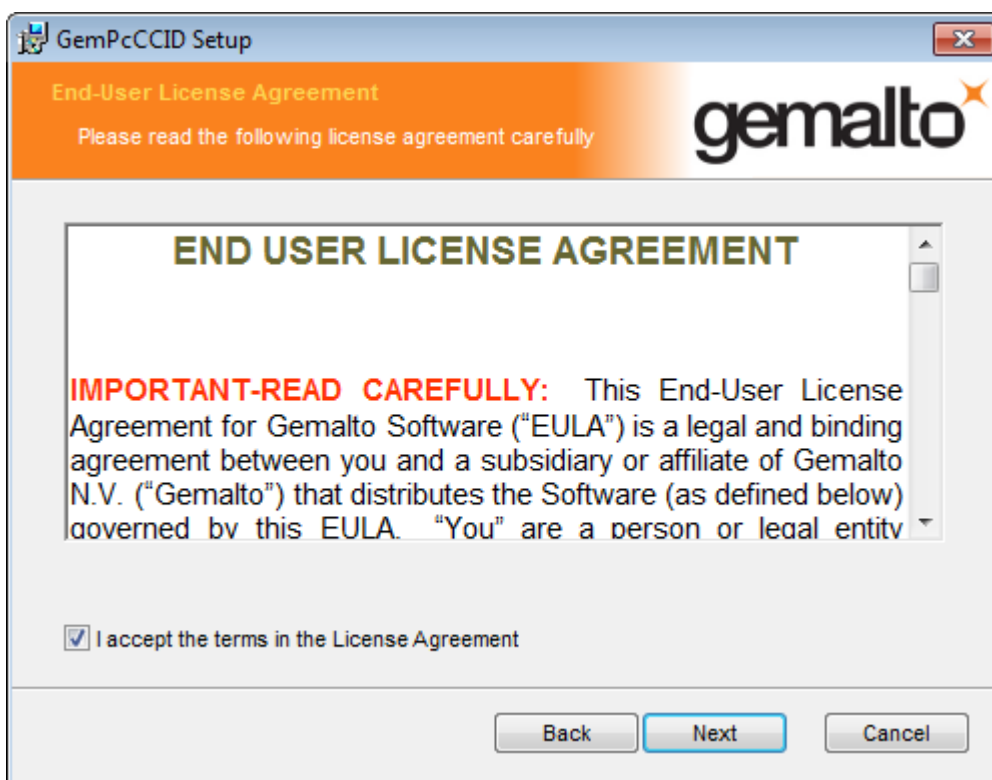 GemPcCCID Setup
End-User License Agreement
Please read the following license agreement carefully
gemalto
END USER LICENSE AGREEMENT
IMPORTANT-READ CAREFULLY: This End-User License
Agreement for Gemalto Software (“EULA”) is a legal and binding
agreement between you and a subsidiary or affiliate of Gemalto
N.V. (“Gemalto”) that distributes the Software (as defined below)
governed by this EULA. “You” are a person or legal entity
I accept the terms in the License Agreement
Back
Next
Cancel